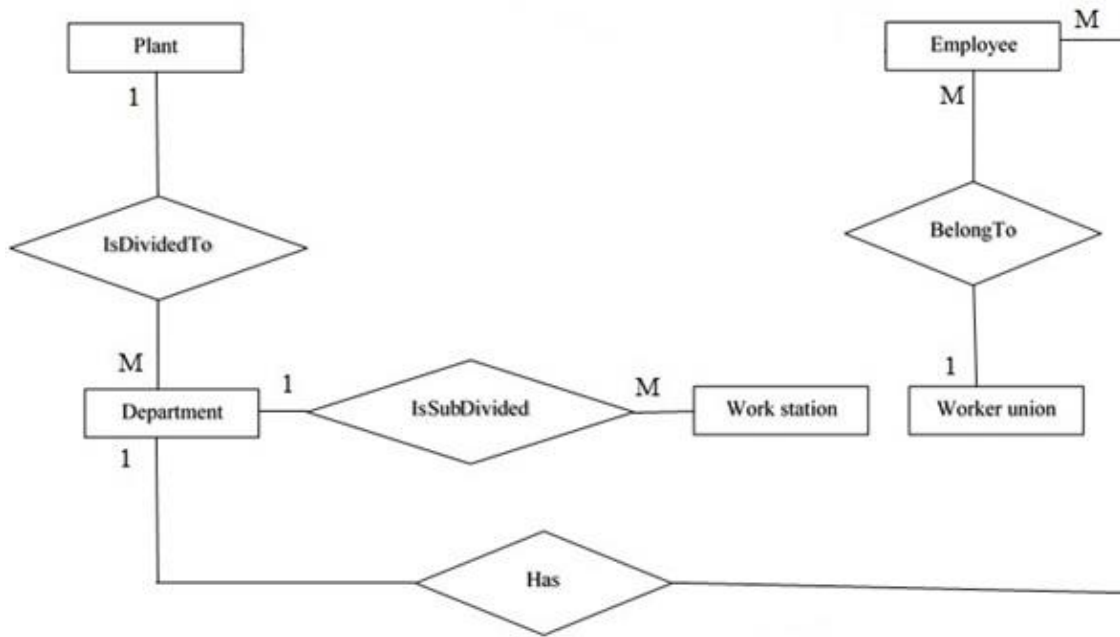 Plant
Employee
M
1
M
IsDividedTo
BelongTo
M
1
IsSubDivided
M
1
Department
Work station
Worker union
1
Has